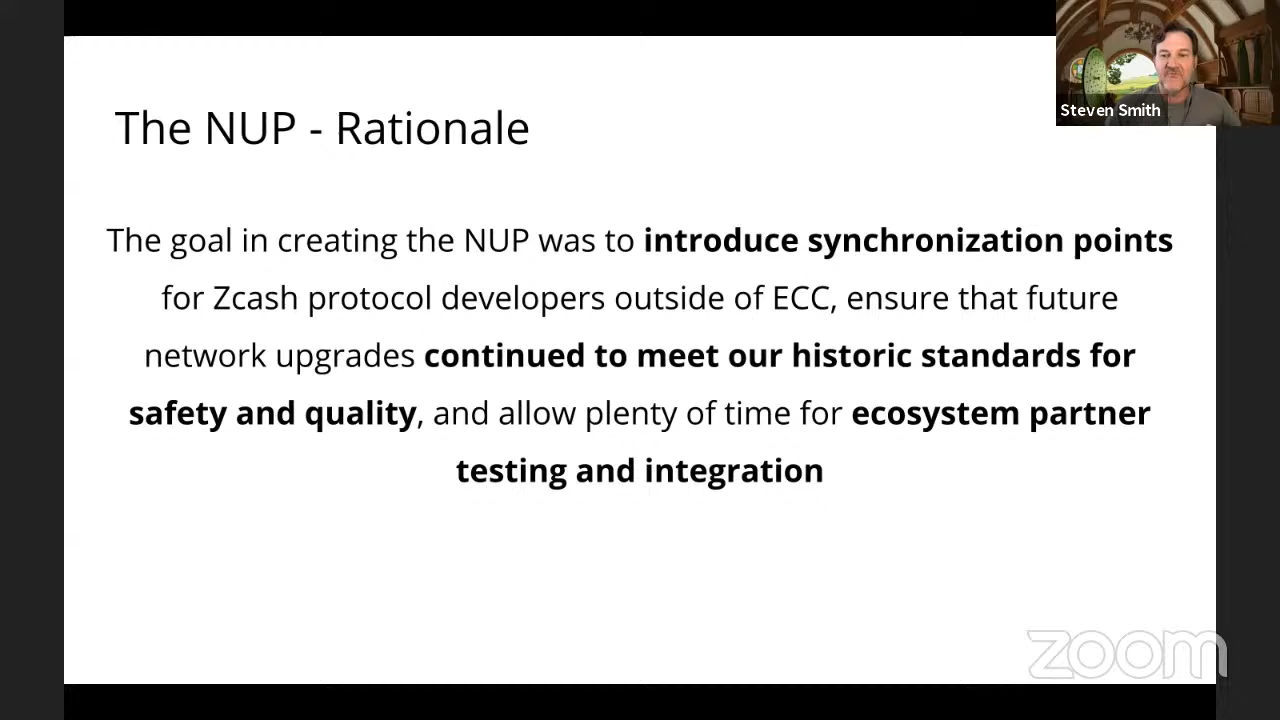 Steven Smith
The NUP - Rationale
The goal in creating the NUP was to introduce synchronization points
for Zcash protocol developers outside of ECC, ensure that future
network upgrades continued to meet our historic standards for
safety and quality, and allow plenty of time for ecosystem partner
testing and integration
zoom